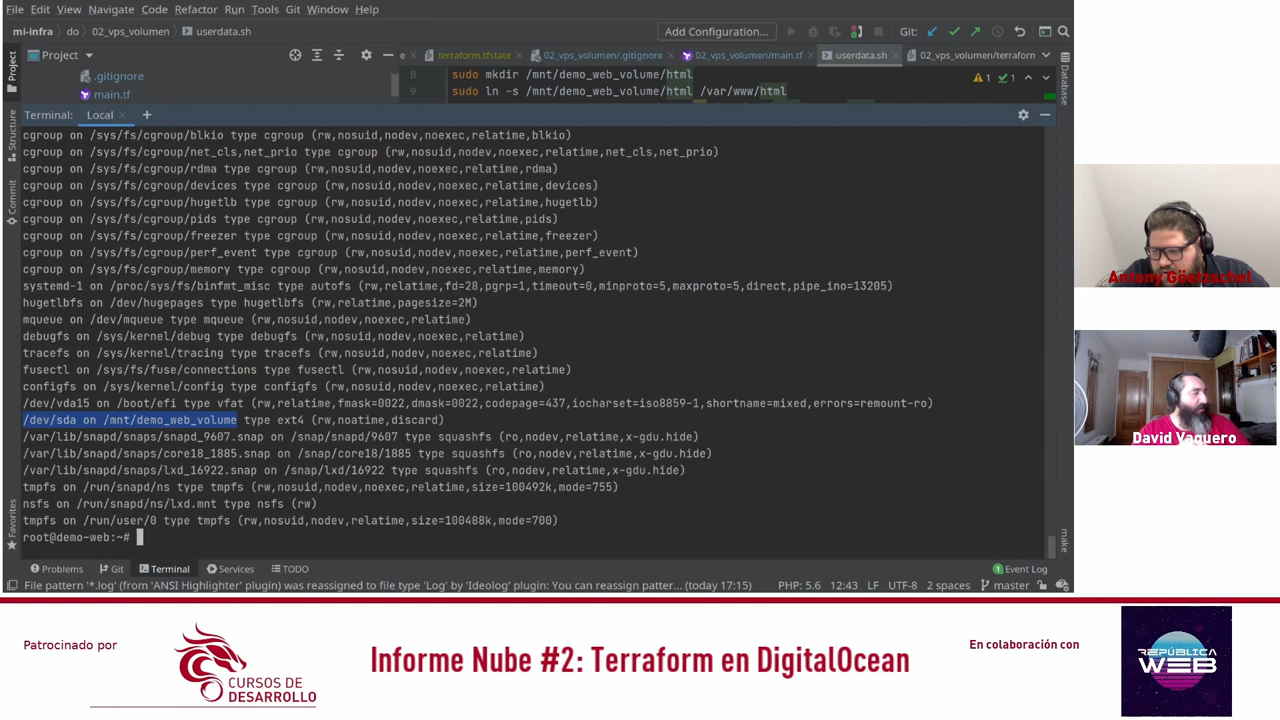 File Edit View Navigate Code Refactor Run Tools Git Window Help
mi-infra do 02_vps_volumen userdata.sh Add Configuration... Git:
Project e terraform.tfstate 02_vps_volumen/.gitignore 02_vps_volumen/main.tf userdata.sh 02_vps_volumen/terraform
.gitignore
main.tf
8 sudo mkdir /mnt/demo_web_volume/html
9 sudo ln -s /mnt/demo_web_volume/html /var/www/html
1 1
Terminal: Local +
cgroup on /sys/fs/cgroup/blkio type cgroup (rw,nosuid,nodev,noexec,relatime,blkio)
cgroup on /sys/fs/cgroup/net_cls,net_prio type cgroup (rw,nosuid,nodev,noexec,relatime,net_cls,net_prio)
cgroup on /sys/fs/cgroup/rdma type cgroup (rw,nosuid,nodev,noexec,relatime,rdma)
cgroup on /sys/fs/cgroup/devices type cgroup (rw,nosuid,nodev,noexec,relatime,devices)
cgroup on /sys/fs/cgroup/hugetlb type cgroup (rw,nosuid,nodev,noexec,relatime,hugetlb)
cgroup on /sys/fs/cgroup/pids type cgroup (rw,nosuid,nodev,noexec,relatime,pids)
cgroup on /sys/fs/cgroup/freezer type cgroup (rw,nosuid,nodev,noexec,relatime,freezer)
cgroup on /sys/fs/cgroup/perf_event type cgroup (rw,nosuid,nodev,noexec,relatime,perf_event)
cgroup on /sys/fs/cgroup/memory type cgroup (rw,nosuid,nodev,noexec,relatime,memory)
systemd-1 on /proc/sys/fs/binfmt_misc type autofs (rw,relatime,fd=28,pgrp=1,timeout=0,minproto=5,maxproto=5,direct,pipe_ino=13205)
hugetlbfs on /dev/hugepages type hugetlbfs (rw,relatime,pagesize=2M)
mqueue on /dev/mqueue type mqueue (rw,nosuid,nodev,noexec,relatime)
debugfs on /sys/kernel/debug type debugfs (rw,nosuid,nodev,noexec,relatime)
tracefs on /sys/kernel/tracing type tracefs (rw,nosuid,nodev,noexec,relatime)
fusectl on /sys/fs/fuse/connections type fusectl (rw,nosuid,nodev,noexec,relatime)
configfs on /sys/kernel/config type configfs (rw,nosuid,nodev,noexec,relatime)
/dev/vda15 on /boot/efi type vfat (rw,relatime,fmask=0022,dmask=0022,codepage=437,iocharset=iso8859-1,shortname=mixed,errors=remount-ro)
/dev/sda on /mnt/demo_web_volume type ext4 (rw,noatime,discard)
/var/lib/snapd/snaps/snapd_9607.snap on /snap/snapd/9607 type squashfs (ro,nodev,relatime,x-gdu.hide)
/var/lib/snapd/snaps/core18_1885.snap on /snap/core18/1885 type squashfs (ro,nodev,relatime,x-gdu.hide)
/var/lib/snapd/snaps/lxd_16922.snap on /snap/lxd/16922 type squashfs (ro,nodev,relatime,x-gdu.hide)
tmpfs on /run/snapd/ns type tmpfs (rw,nosuid,nodev,noexec,relatime,size=100492k,mode=755)
nsfs on /run/snapd/ns/lxd.mnt type nsfs (rw)
tmpfs on /run/user/0 type tmpfs (rw,nosuid,nodev,relatime,size=100488k,mode=700)
root@demo-web:~#
Project
Structure
Commit
Favorites
Database
make
Problems Git Terminal Services TODO 1 Event Log
File pattern '*.log' (from 'ANSI Highlighter' plugin) was reassigned to file type 'Log' by 'Ideolog' plugin: You can reassign patter... (today 17:15) PHP: 5.6 12:43 LF UTF-8 2 spaces master
Antony Goetzschel
David Vaquero
Patrocinado por
CURSOS DE
DESARROLLO
Informe Nube #2: Terraform en DigitalOcean
En colaboración con
REPÚBLICA
WEB